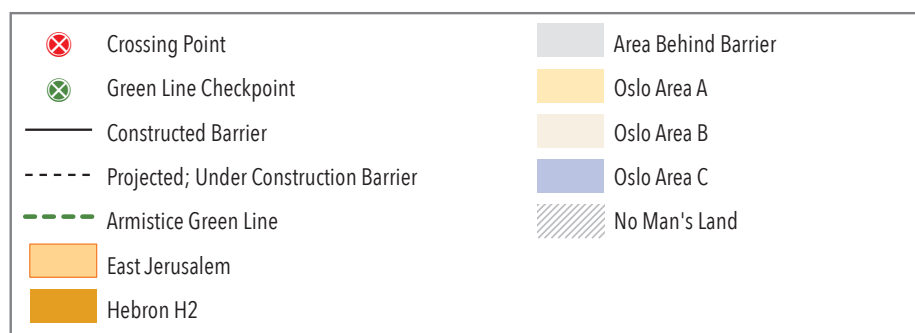 Crossing Point
Green Line Checkpoint
Constructed Barrier
Projected; Under Construction Barrier
Armistice Green Line
East Jerusalem
Hebron H2
Area Behind Barrier
Oslo Area A
Oslo Area B
Oslo Area C
No Man's Land